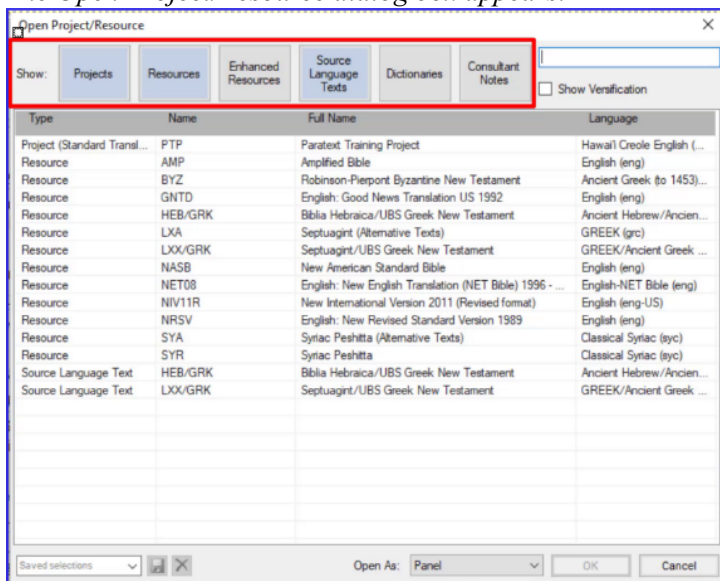 The Open Project/Resource dialog box appears.
Open Project/Resource
Show: Projects Resources Enhanced Resources Source Language Texts Dictionaries Consultant Notes
Show Versification
Type Name Full Name Language
Project (Standard Transl... PTP Paratext Training Project Hawai'i Creole English (...
Resource AMP Amplified Bible English (eng)
Resource BYZ Robinson-Pierpont Byzantine New Testament Ancient Greek (to 1453)...
Resource GNTD English: Good News Translation US 1992 English (eng)
Resource HEB/GRK Biblia Hebraica/UBS Greek New Testament Ancient Hebrew/Ancien...
Resource LXA Septuagint (Alternative Texts) GREEK (grc)
Resource LXX/GRK Septuagint/UBS Greek New Testament GREEK/Ancient Greek ...
Resource NASB New American Standard Bible English (eng)
Resource NET08 English: New English Translation (NET Bible) 1996 - ... English-NET Bible (eng)
Resource NIV11R New International Version 2011 (Revised format) English (eng-US)
Resource NRSV English: New Revised Standard Version 1989 English (eng)
Resource SYA Syriac Peshitta (Alternative Texts) Classical Syriac (syc)
Resource SYR Syriac Peshitta Classical Syriac (syc)
Source Language Text HEB/GRK Biblia Hebraica/UBS Greek New Testament Ancient Hebrew/Ancien...
Source Language Text LXX/GRK Septuagint/UBS Greek New Testament GREEK/Ancient Greek ...
Saved selections Open As: Panel OK Cancel